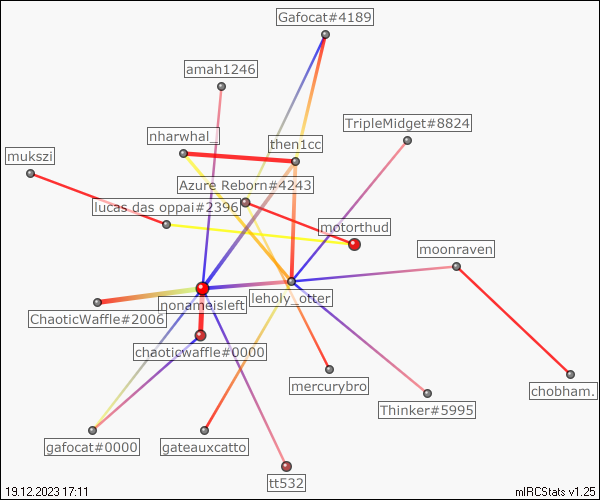 Gafocat#4189
amah1246
TripleMidget#8824
nharwhal_
then1cc
mukszi
Azure Reborn#4243
lucas das oppai#2396
motorthud
moonraven
leholy_otter
nonameisleft
ChaoticWaffle#2006
chaoticwaffle#0000
mercurybro
chobham.
Thinker#5995
gafocat#0000
gateauxcatto
tt532
19.12.2023 17:11
mIRCStats v1.25